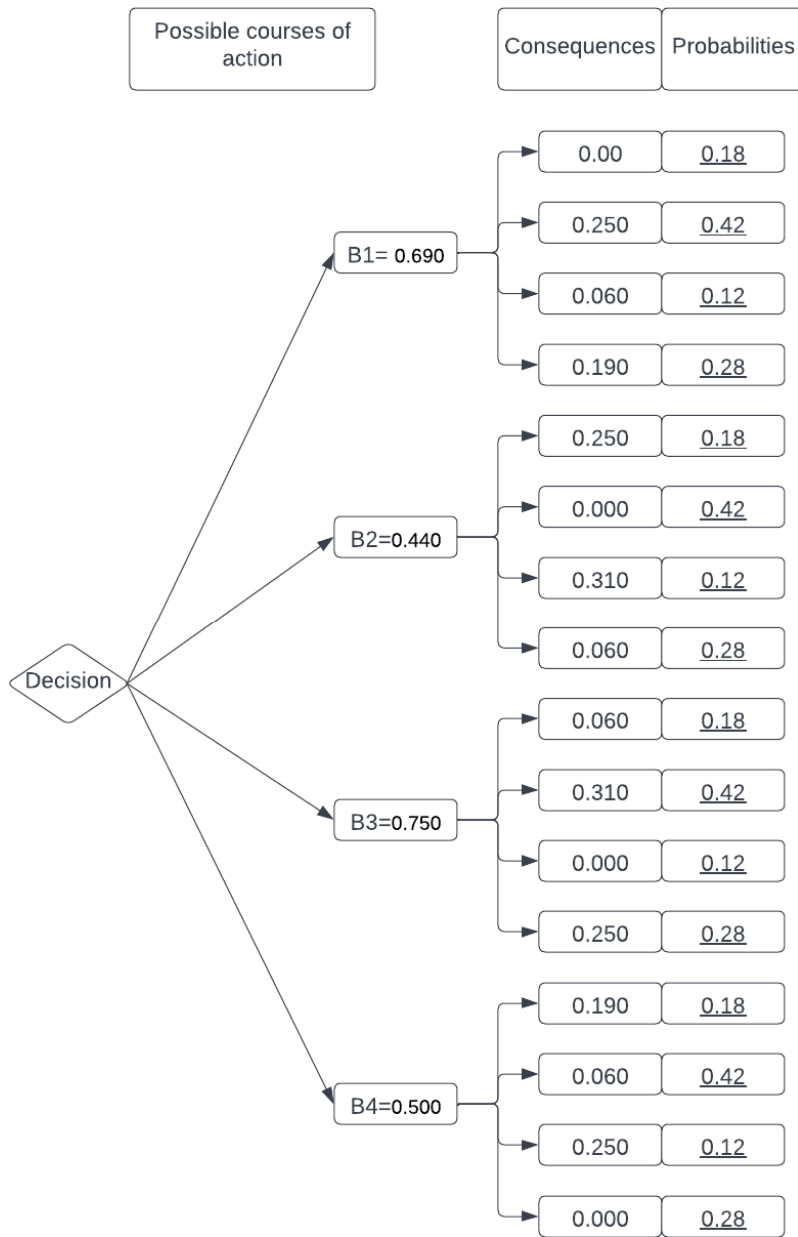 Possible courses of
action
Consequences Probabilities
0.00 0.18
0.250 0.42
B1= 0.690
0.060 0.12
0.190 0.28
0.250 0.18
0.000 0.42
B2=0.440
0.310 0.12
0.060 0.28
Decision
0.060 0.18
0.310 0.42
B3=0.750
0.000 0.12
0.250 0.28
0.190 0.18
0.060 0.42
B4=0.500
0.250 0.12
0.000 0.28